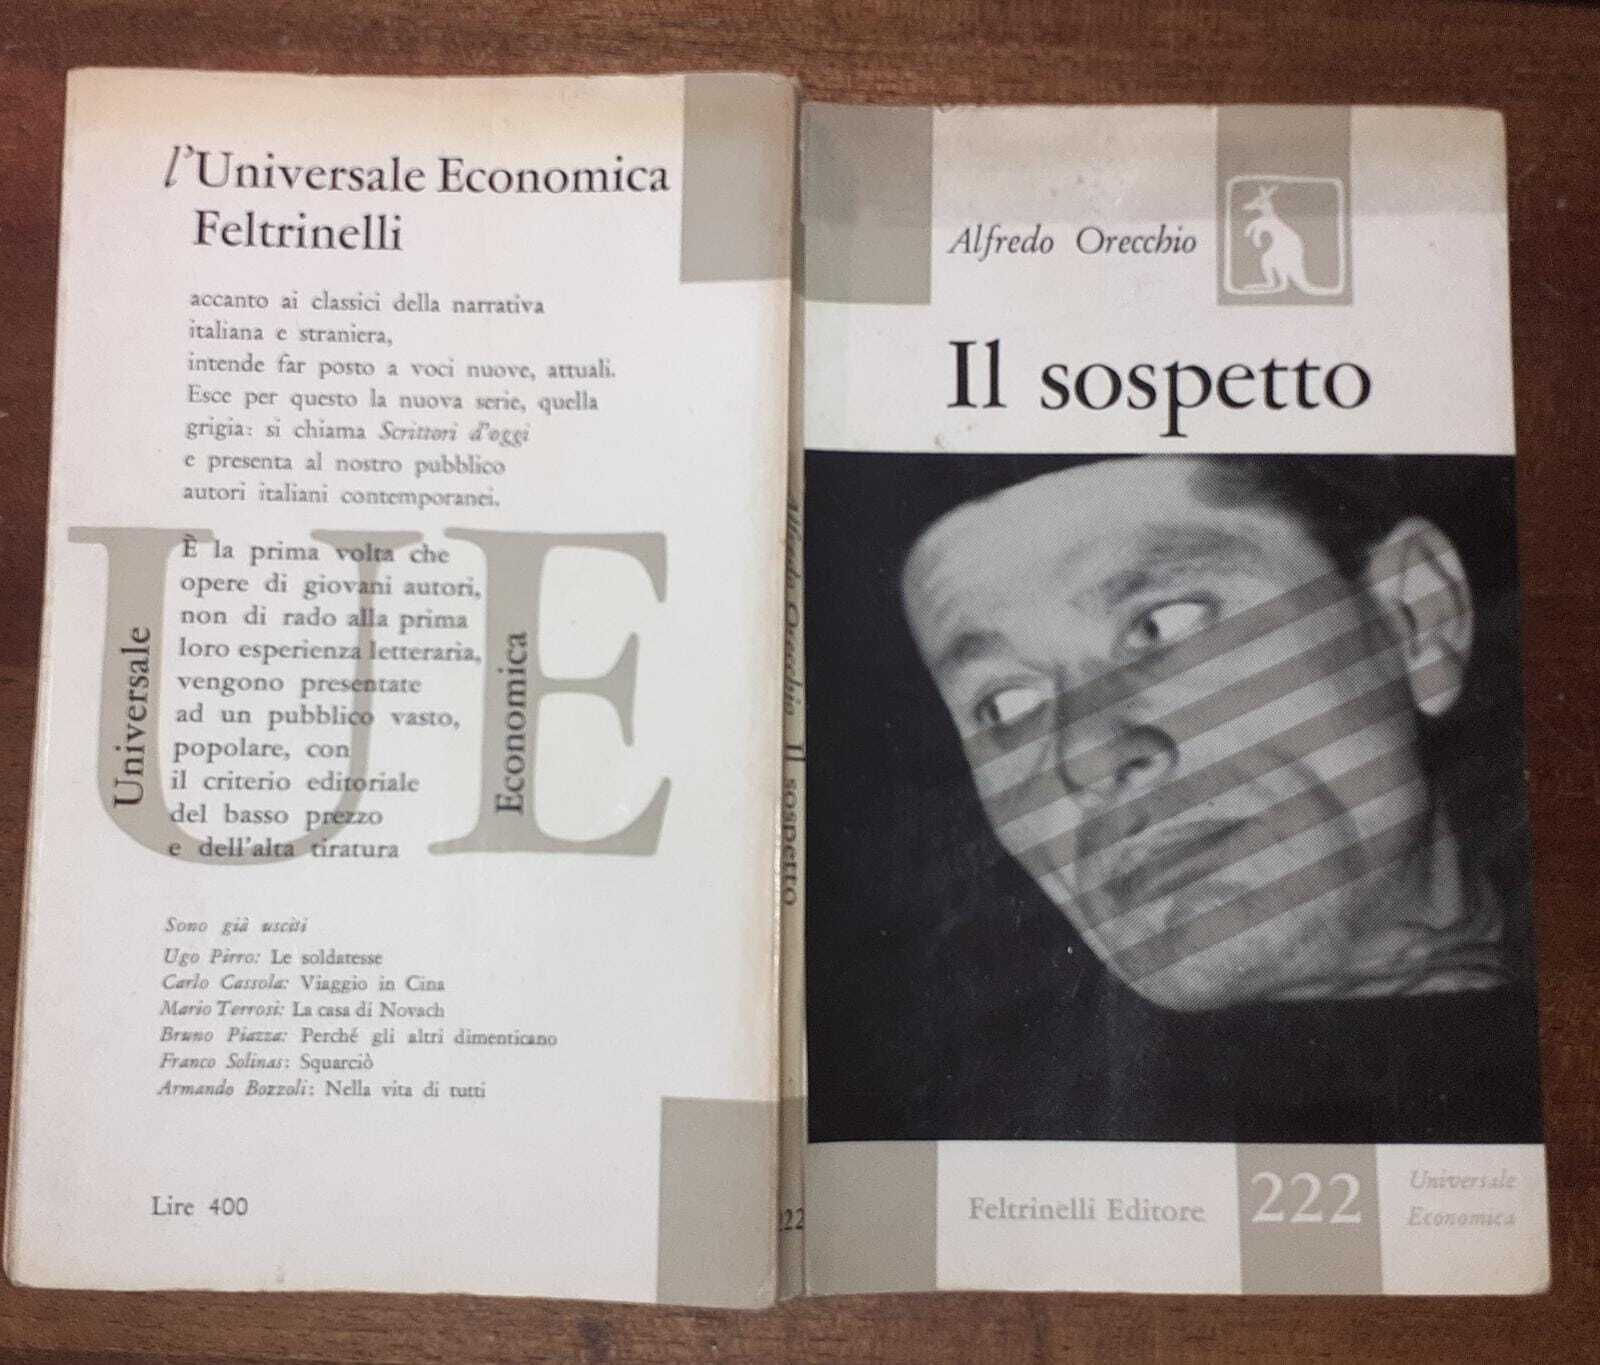 l'Universale Economica
Feltrinelli
accanto ai classici della narrativa
italiana e straniera,
intende far posto a voci nuove, attuali.
Esce per questo la nuova serie, quella
grigia: si chiama Scrittori d'oggi
e presenta al nostro pubblico
autori italiani contemporanei.
UE
Universale
Economica
È la prima volta che
opere di giovani autori,
non di rado alla prima
loro esperienza letteraria,
vengono presentate
ad un pubblico vasto,
popolare, con
il criterio editoriale
del basso prezzo
e dell'alta tiratura
Sono già usciti
Ugo Pirro: Le soldatesse
Carlo Cassola: Viaggio in Cina
Mario Terrosi: La casa di Novach
Bruno Piazza: Perché gli altri dimenticano
Franco Solinas: Squarciò
Armando Bozzoli: Nella vita di tutti
Lire 400
Alfredo Orecchio Il sospetto
222
Alfredo Orecchio
Il sospetto
Feltrinelli Editore
222
Universale
Economica